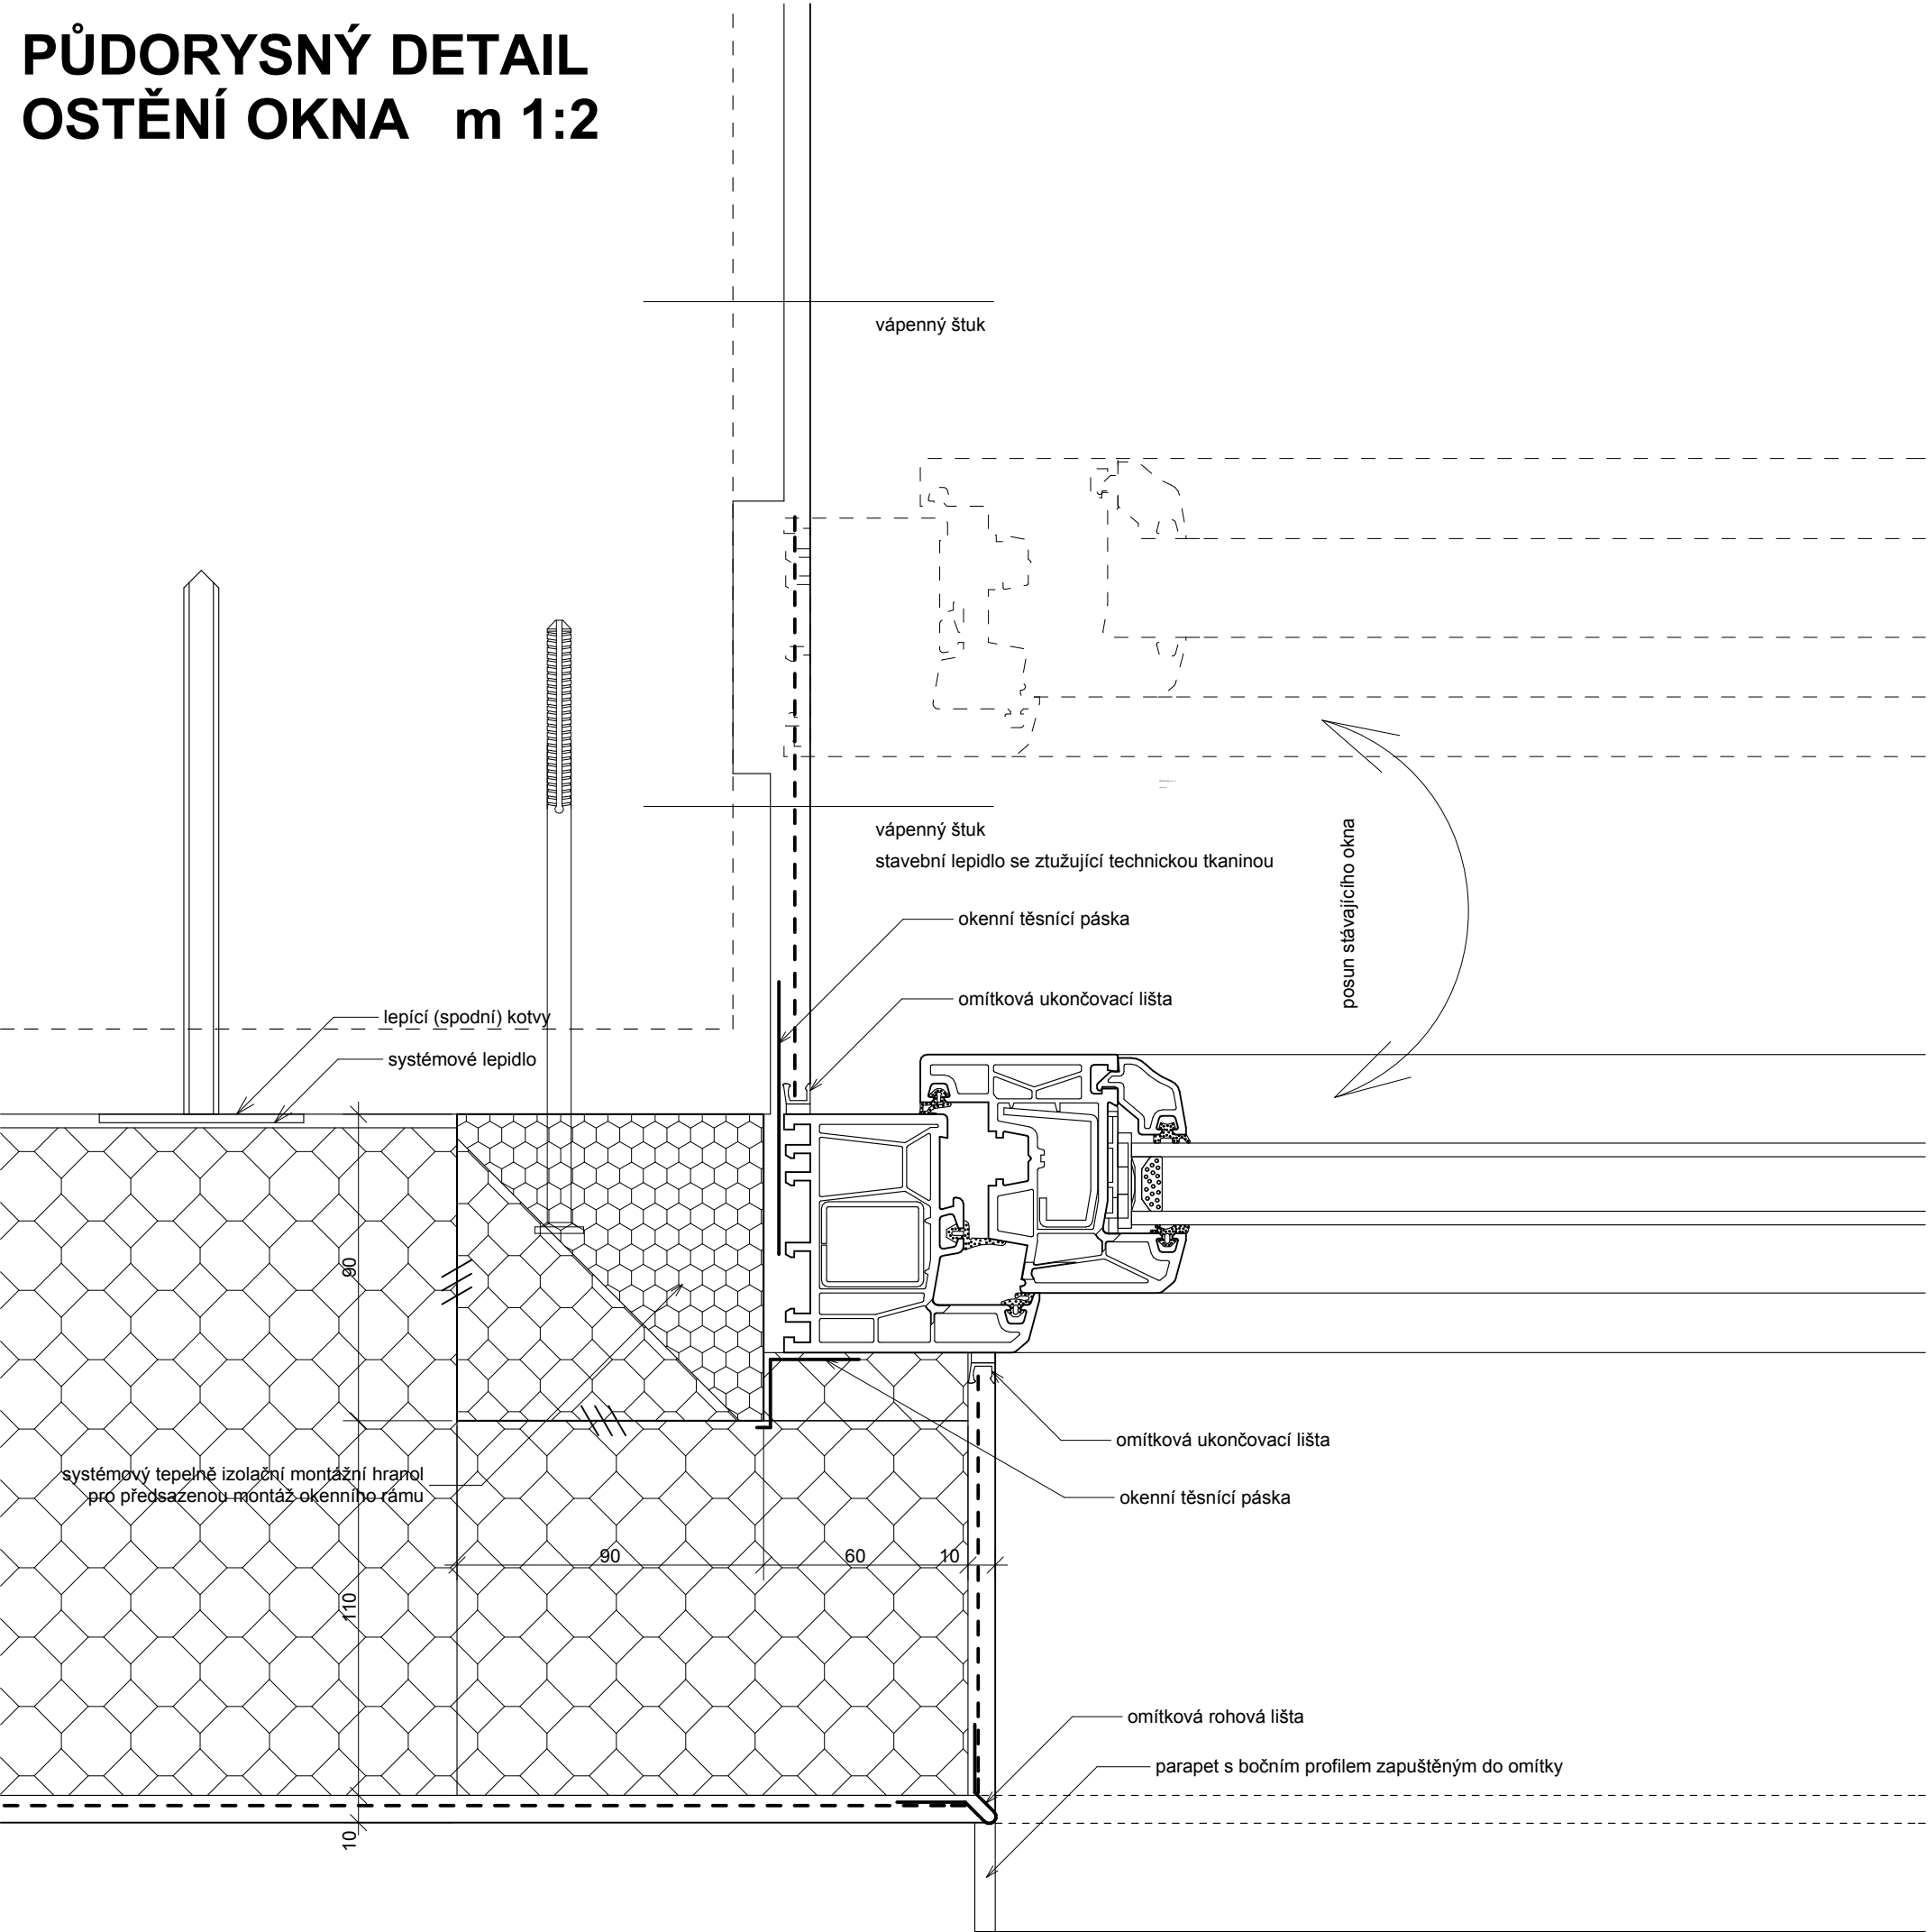 PŮDORYSNÝ DETAIL
OSTĚNÍ OKNA m 1:2
vápenný štuk
vápenný štuk
stavební lepidlo se ztužující technickou tkaninou
posun stávajícího okna
okenní těsnící páska
omítková ukončovací lišta
lepící (spodní) kotvy
systémové lepidlo
90
omítková ukončovací lišta
systémový tepelně izolační montážní hranol
pro předsazenou montáž okenního rámu
okenní těsnící páska
90 60 10
110
omítková rohová lišta
parapet s bočním profilem zapuštěným do omítky
10